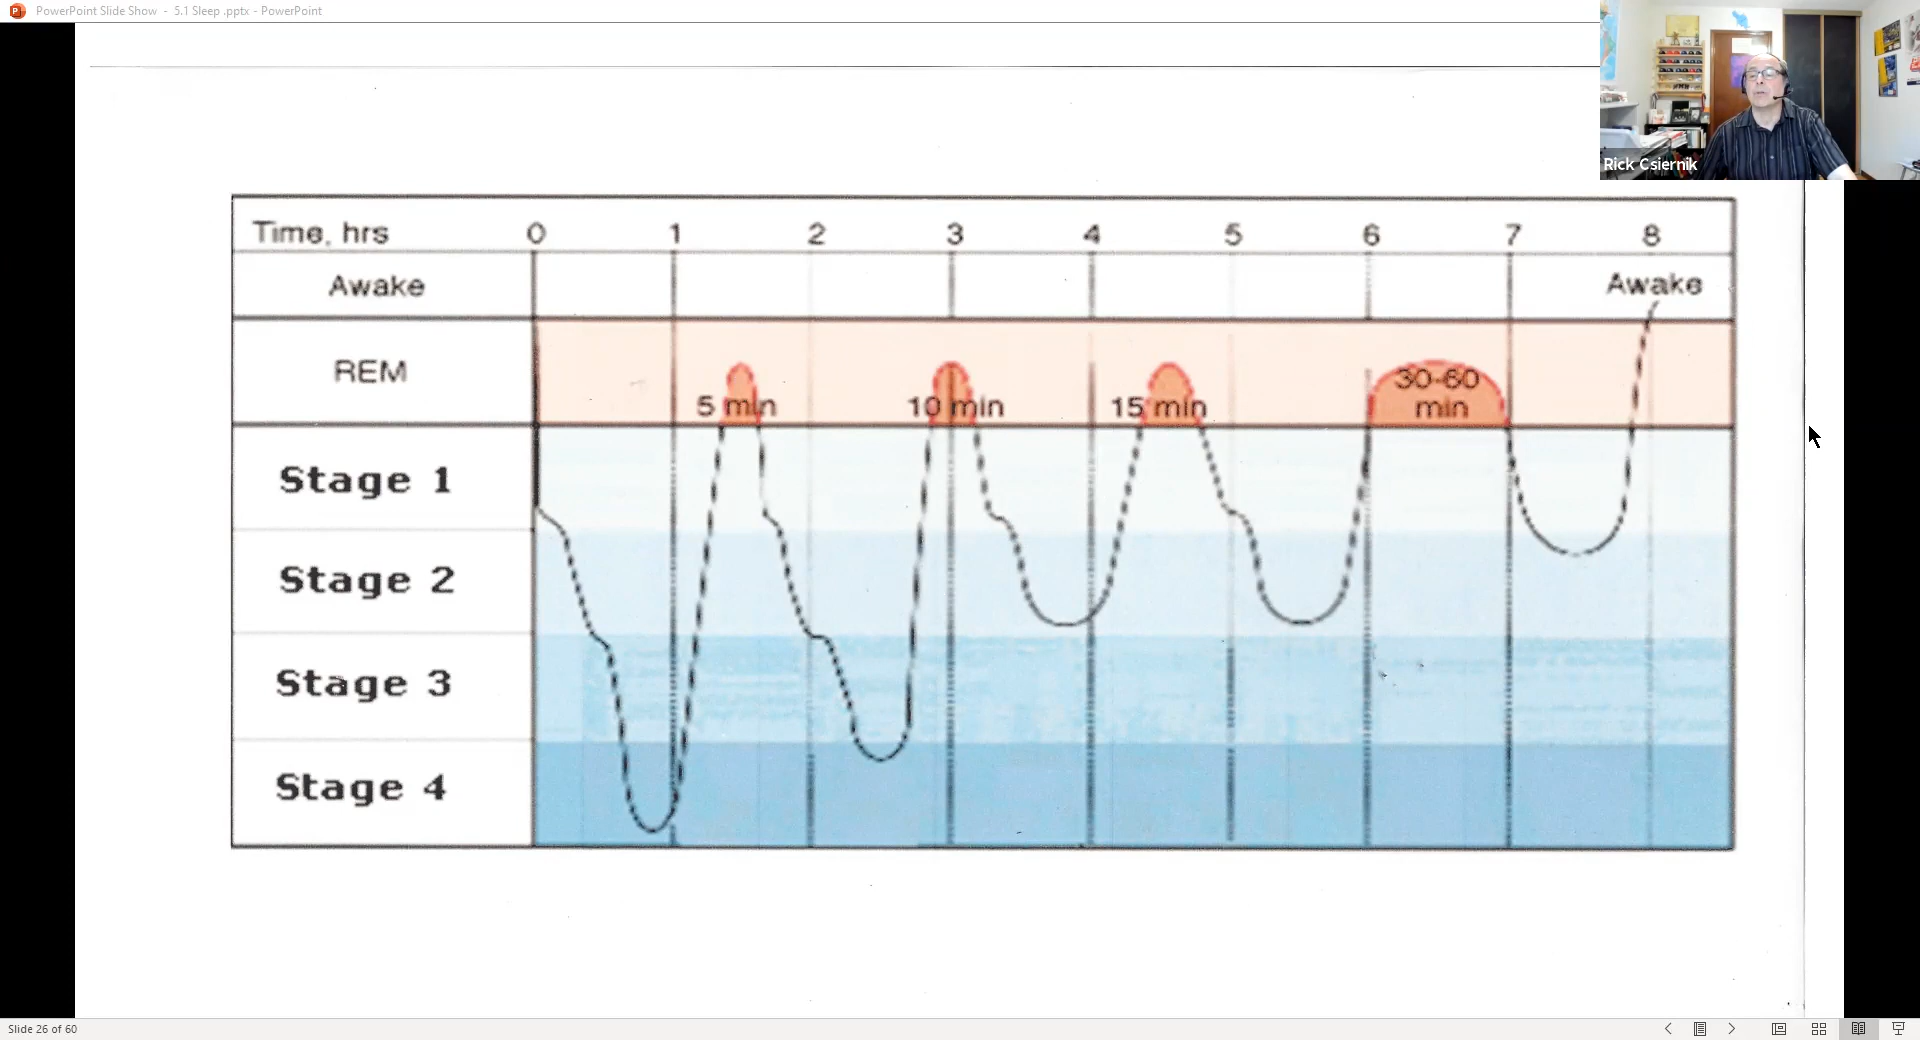 PowerPoint Slide Show - 5.1 Sleep .pptx - PowerPoint
Rick Csiernik
Time, hrs 0 1 2 3 4 5 6 7 8
Awake Awake
REM
5 min 10 min 15 min 30-60 min
Stage 1
Stage 2
Stage 3
Stage 4
Slide 26 of 60